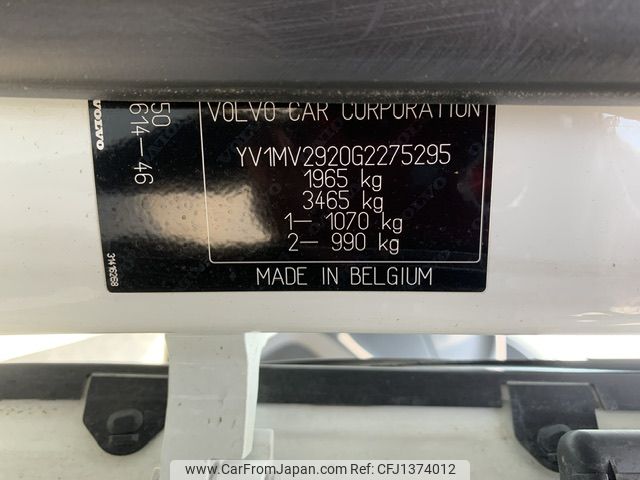 VOLVO CAR CORPORATION
YV1MV2920G2275295
1965 kg
3465 kg
1- 1070 kg
2- 990 kg
MADE IN BELGIUM
VOLVO
50
614-46
31416268
www.CarFromJapan.com - CFJ1374012